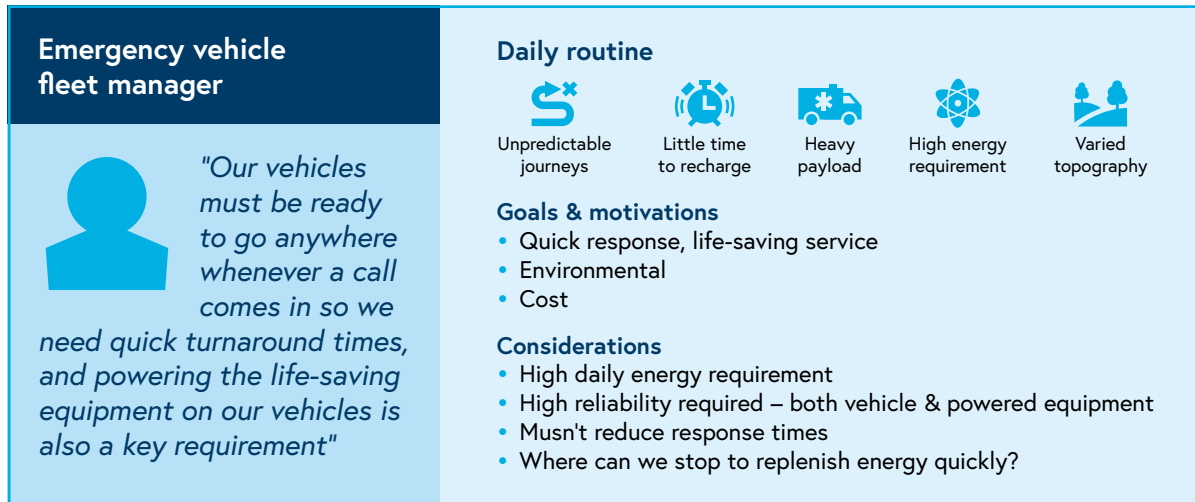 Emergency vehicle
fleet manager
"Our vehicles
must be ready
to go anywhere
whenever a call
comes in so we
need quick turnaround times,
and powering the life-saving
equipment on our vehicles is
also a key requirement"
Daily routine
Unpredictable
journeys
Little time
to recharge
Heavy
payload
High energy
requirement
Varied
topography
Goals & motivations
• Quick response, life-saving service
• Environmental
• Cost
Considerations
• High daily energy requirement
• High reliability required – both vehicle & powered equipment
• Musn't reduce response times
• Where can we stop to replenish energy quickly?